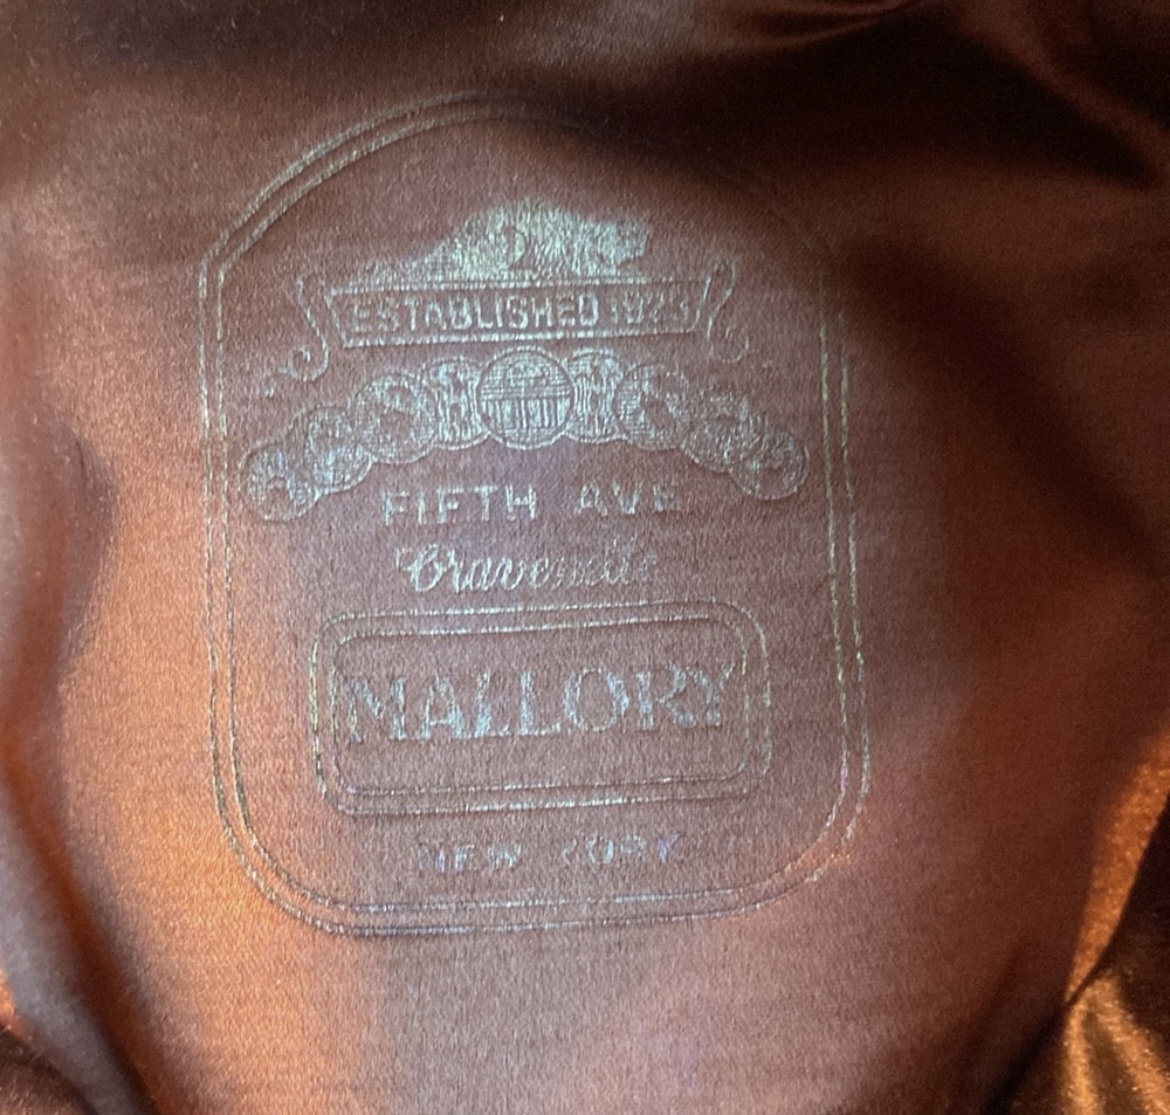 ESTABLISHED 1823
FIFTH AVE
Cravenette
MALLORY
NEW YORK